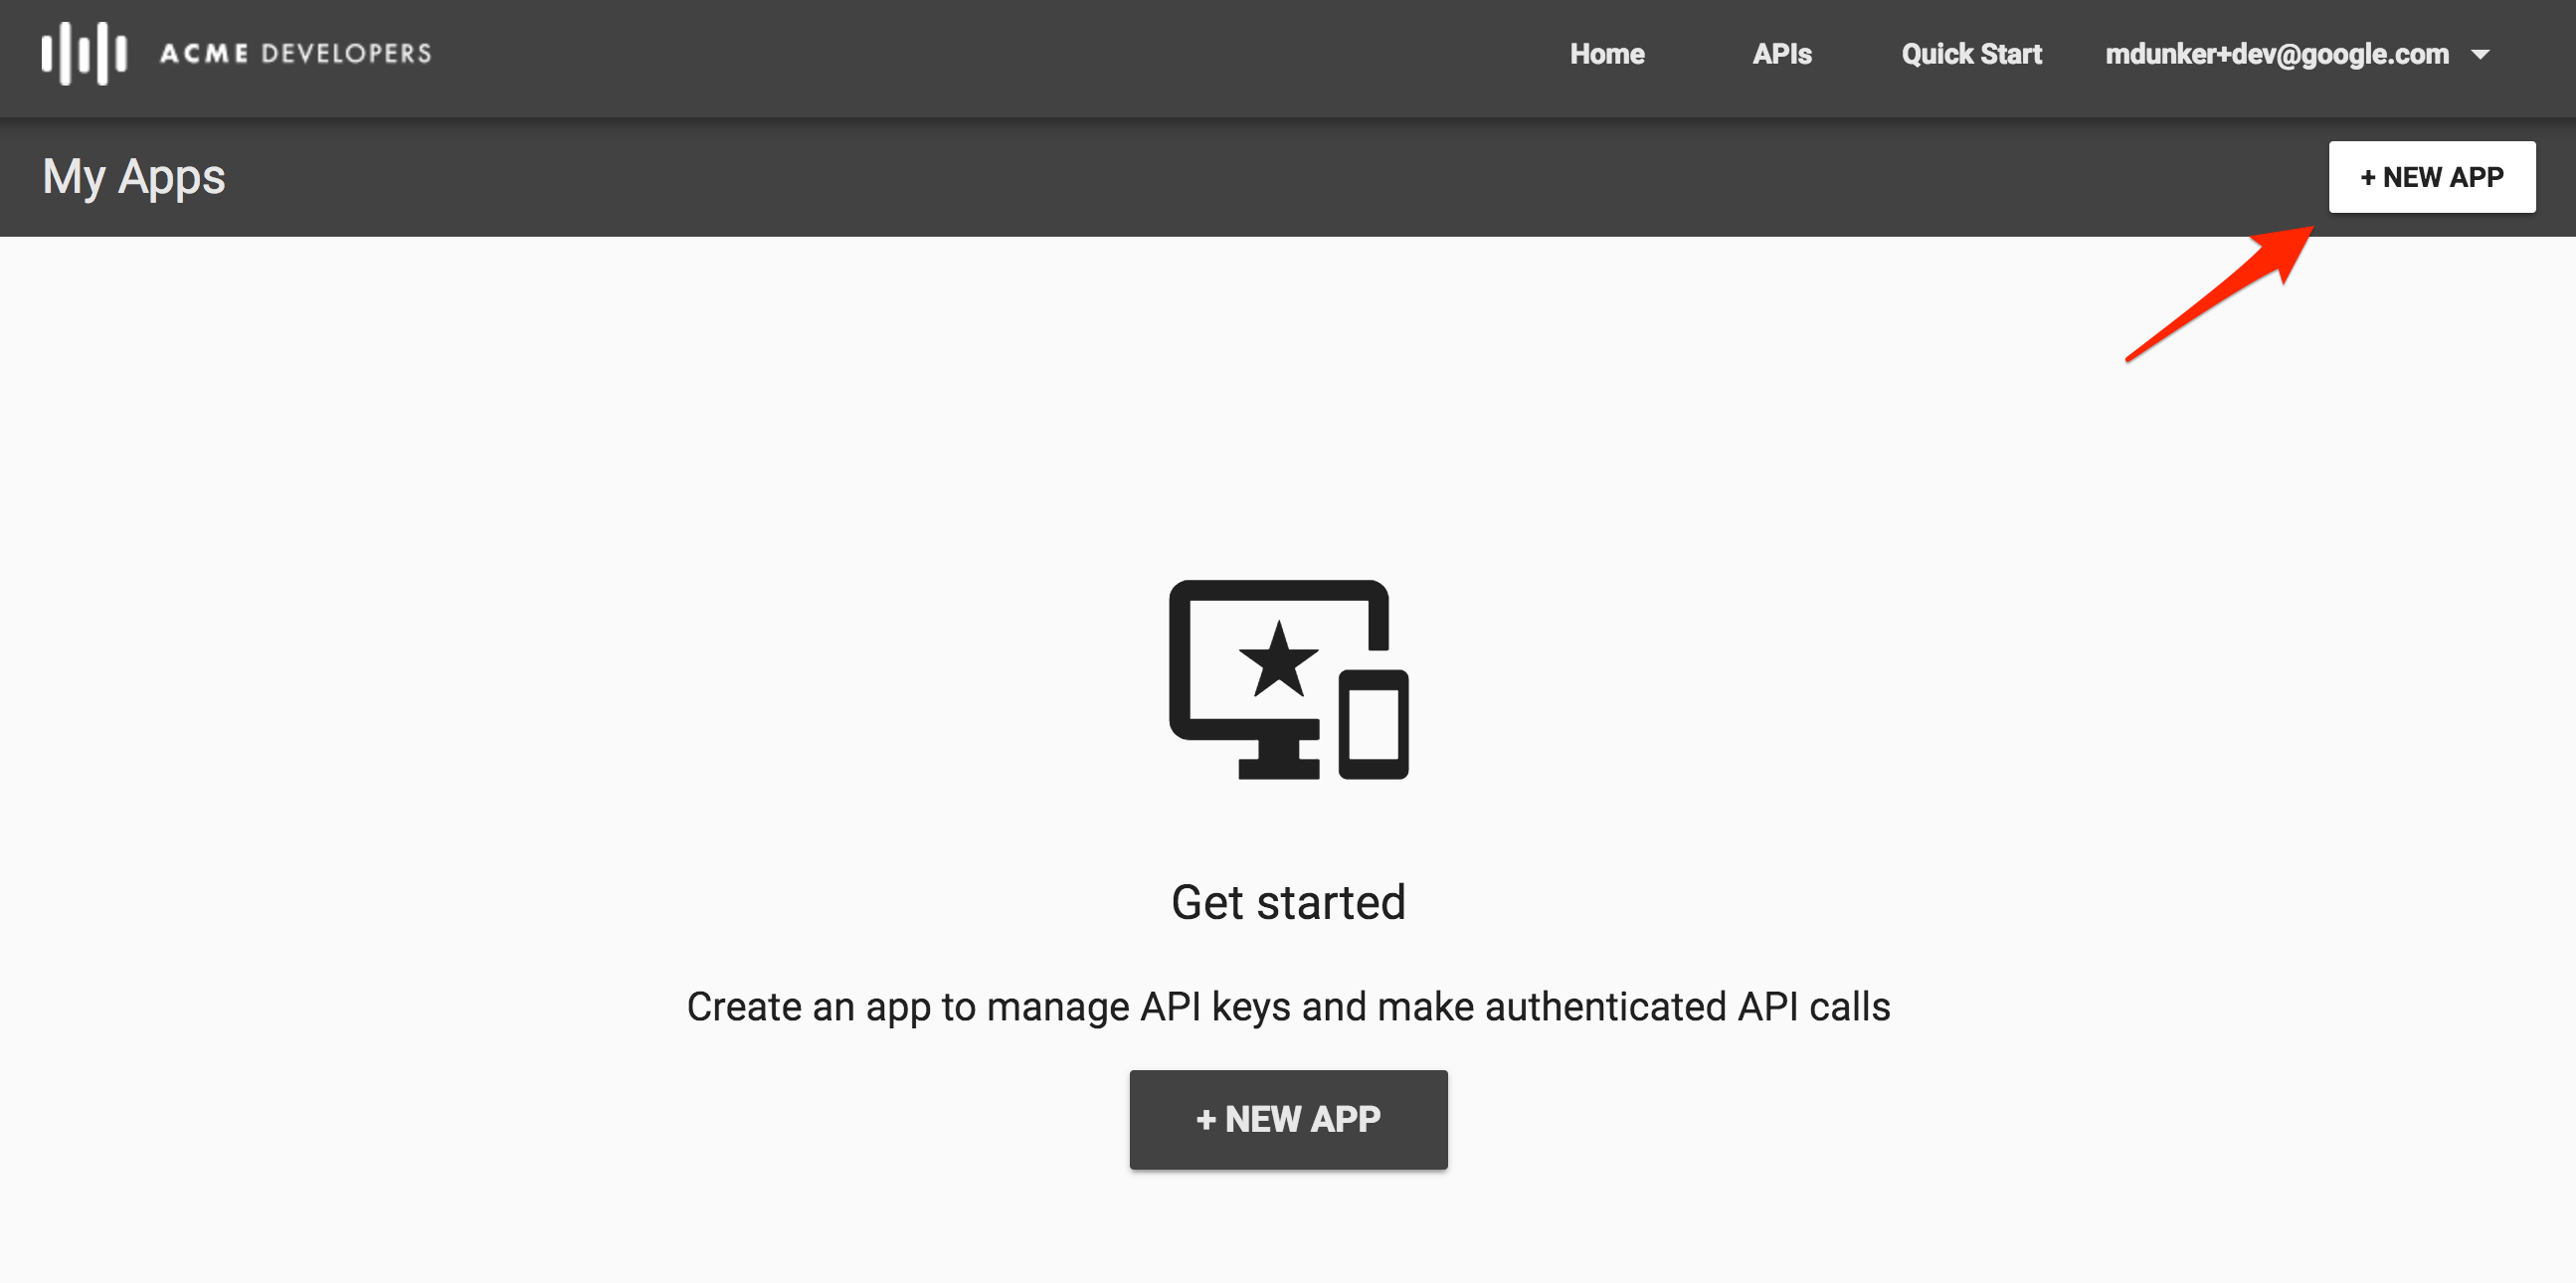 ACME DEVELOPERS
Home APIs Quick Start mdunker+dev@google.com
My Apps
+ NEW APP
Get started
Create an app to manage API keys and make authenticated API calls
+ NEW APP